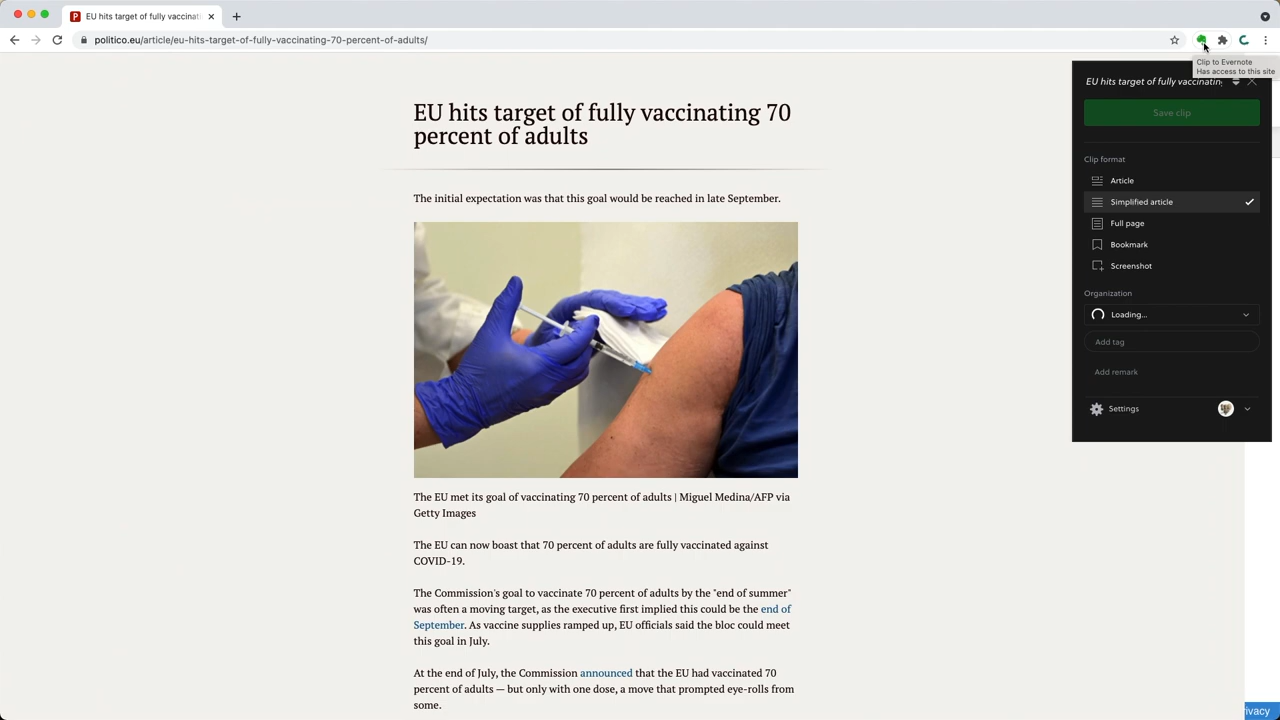 EU hits target of fully vaccinat
politico.eu/article/eu-hits-target-of-fully-vaccinating-70-percent-of-adults/
Clip to Evernote
Has access to this site
EU hits target of fully vaccinatin
Save clip
Clip format
Article
Simplified article
Full page
Bookmark
Screenshot
Organization
Loading...
Add tag
Add remark
Settings
EU hits target of fully vaccinating 70
percent of adults
The initial expectation was that this goal would be reached in late September.
The EU met its goal of vaccinating 70 percent of adults | Miguel Medina/AFP via
Getty Images
The EU can now boast that 70 percent of adults are fully vaccinated against
COVID-19.
The Commission's goal to vaccinate 70 percent of adults by the "end of summer"
was often a moving target, as the executive first implied this could be the end of
September. As vaccine supplies ramped up, EU officials said the bloc could meet
this goal in July.
At the end of July, the Commission announced that the EU had vaccinated 70
percent of adults — but only with one dose, a move that prompted eye-rolls from
some.
ivacy